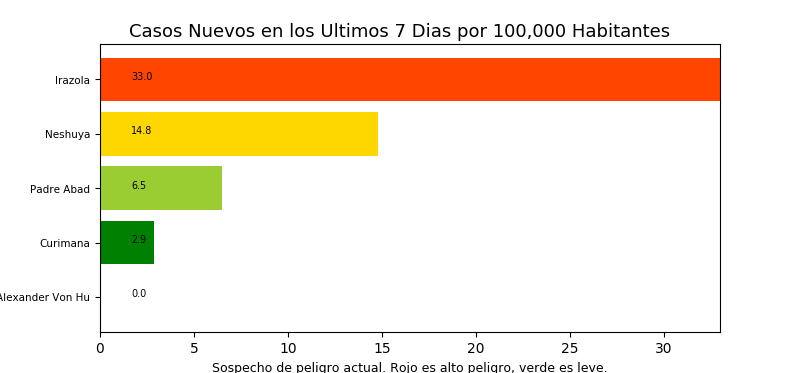 Casos Nuevos en los Ultimos 7 Dias por 100,000 Habitantes
Irazola 33.0
Neshuya 14.8
Padre Abad 6.5
Curimana 2.9
Alexander Von Hu 0.0
0 5 10 15 20 25 30
Sospecho de peligro actual. Rojo es alto peligro, verde es leve.